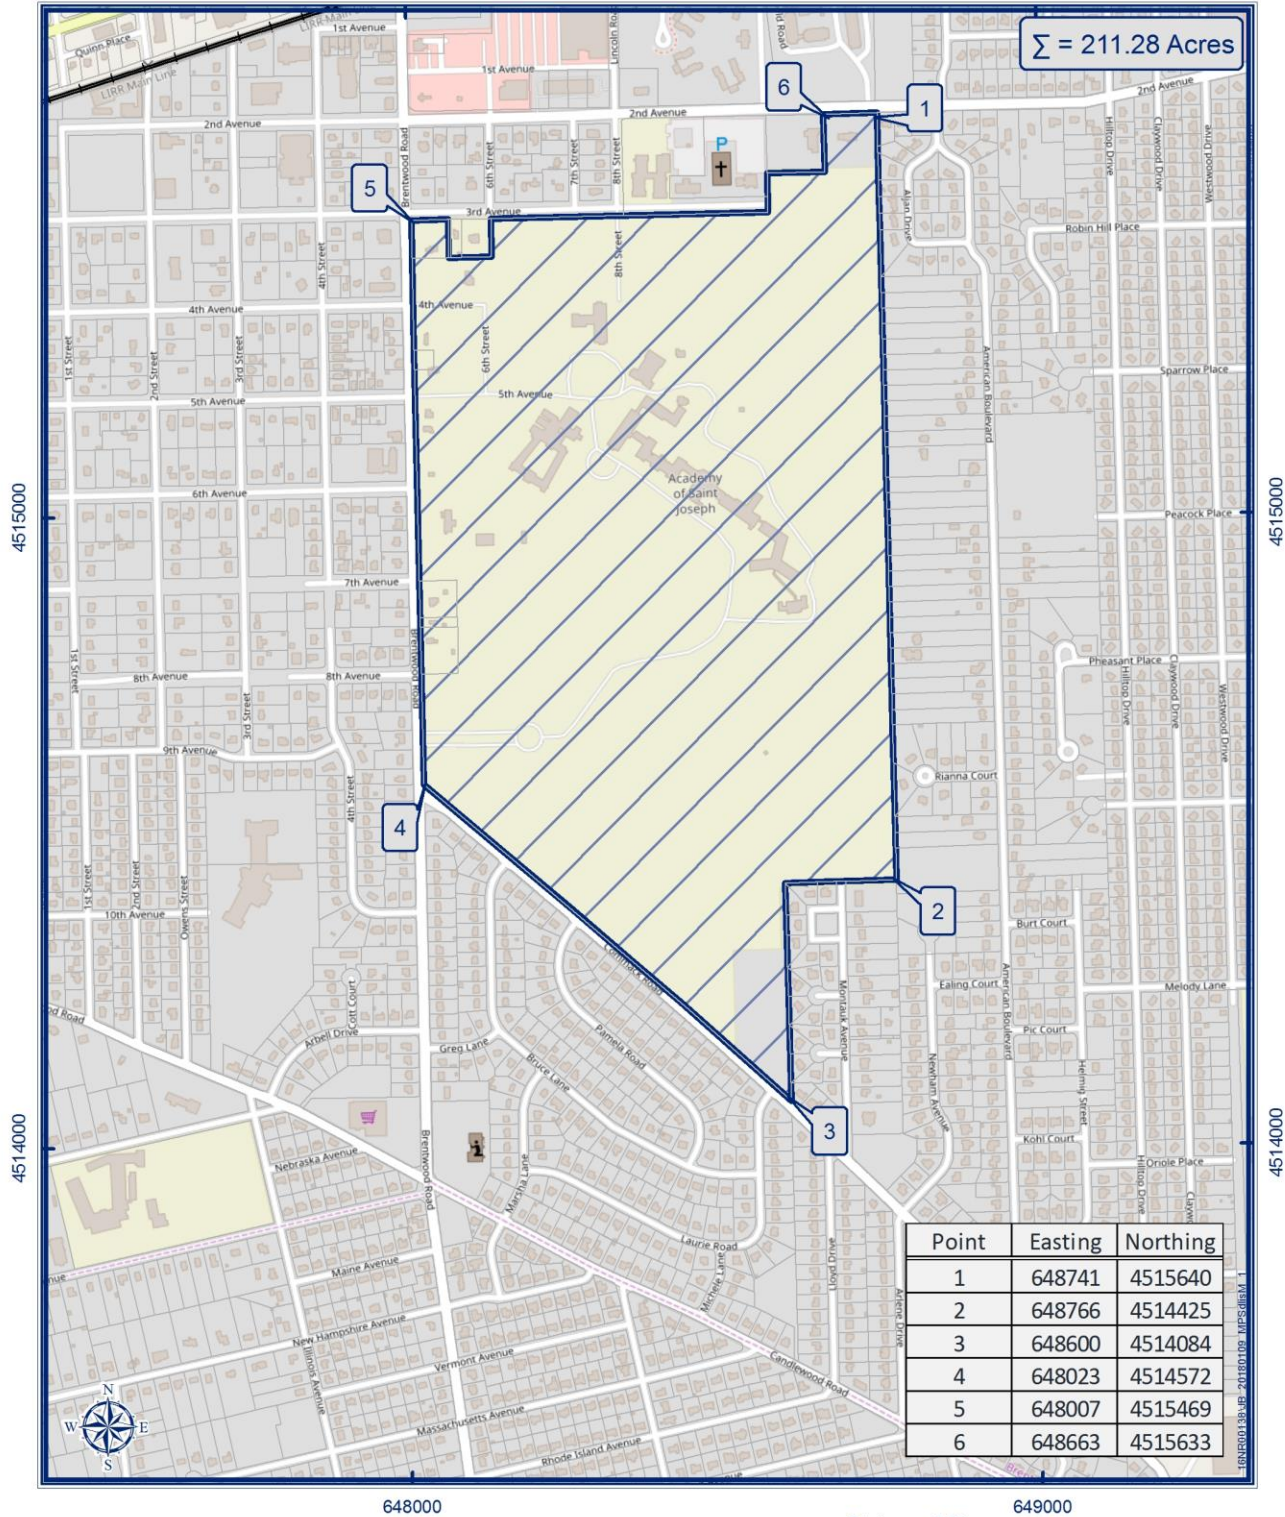 Σ = 211.28 Acres
Quinn Place
LIRR Main Line
LIRR Main Line
1st Avenue
1st Avenue
Lincoln Road
2nd Avenue
2nd Avenue
2nd Avenue
6
1
5
P
Brentwood Road
6th Street
7th Street
8th Street
3rd Avenue
8th Street
Hilltop Drive
Claywood Drive
Westwood Drive
Aljan Drive
Robin Hill Place
4th Street
4th Avenue
4th Avenue
6th Street
1st Street
2nd Street
3rd Street
American Boulevard
Sparrow Place
5th Avenue
5th Avenue
6th Avenue
Academy
of Saint
Joseph
4515000
4515000
Peacock Place
7th Avenue
Brentwood Road
1st Street
8th Avenue
8th Avenue
3rd Street
Pheasant Place
Hilltop Drive
Claywood Drive
Westwood Drive
9th Avenue
4th Street
Rianna Court
4
2
1st Street
2nd Street
Owens Street
10th Avenue
Burt Court
Commack Road
Montauk Avenue
Ealing Court
American Boulevard
Melody Lane
Cott Court
Arbell Drive
Greg Lane
Pamela Road
Bruce Lane
Pic Court
Newham Avenue
Helmig Street
3
4514000
4514000
Nebraska Avenue
Brentwood Road
Marsha Lane
Kohl Court
Oriole Place
Hilltop Drive
Laurie Road
Michele Lane
Lloyd Drive
Arlene Drive
Maine Avenue
New Hampshire Avenue
Illinois Avenue
Vermont Avenue
Massachusetts Avenue
Rhode Island Avenue
Candlewood Road
Point Easting Northing
1 648741 4515640
2 648766 4514425
3 648600 4514084
4 648023 4514572
5 648007 4515469
6 648663 4515633
N
W E
S
648000
649000